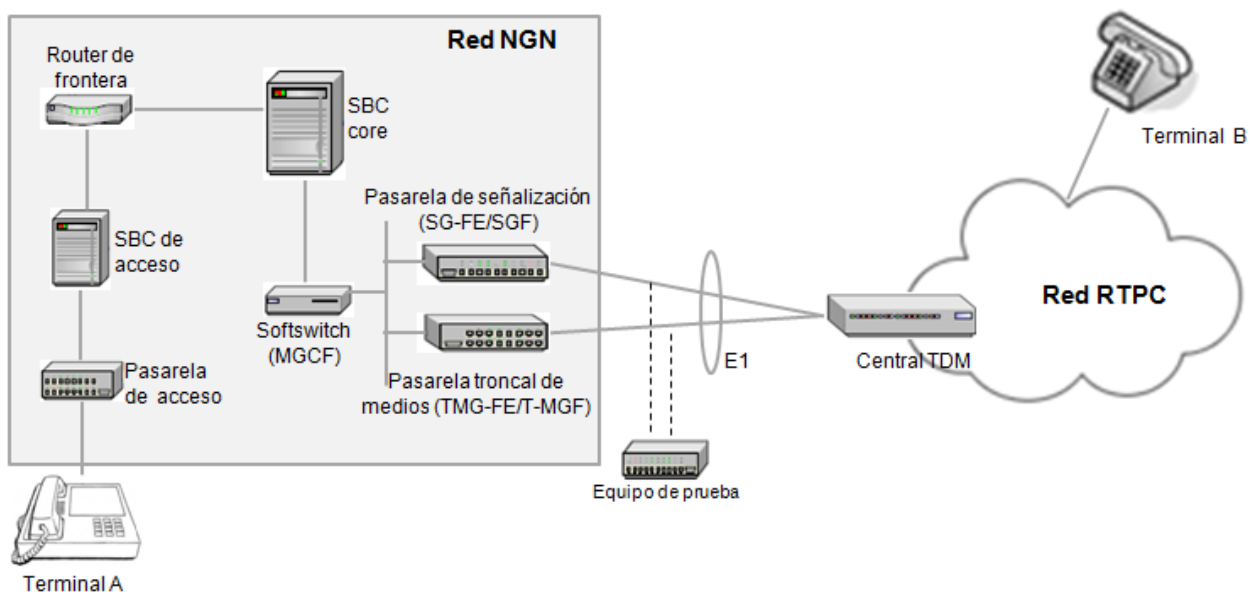 Red NGN
Router de
frontera
SBC
core
Terminal B
Pasarela de señalización
(SG-FE/SGF)
SBC de
acceso
Red RTPC
Softswitch
(MGCF)
E1
Central TDM
Pasarela
de acceso
Pasarela troncal de
medios (TMG-FE/T-MGF)
Equipo de prueba
Terminal A